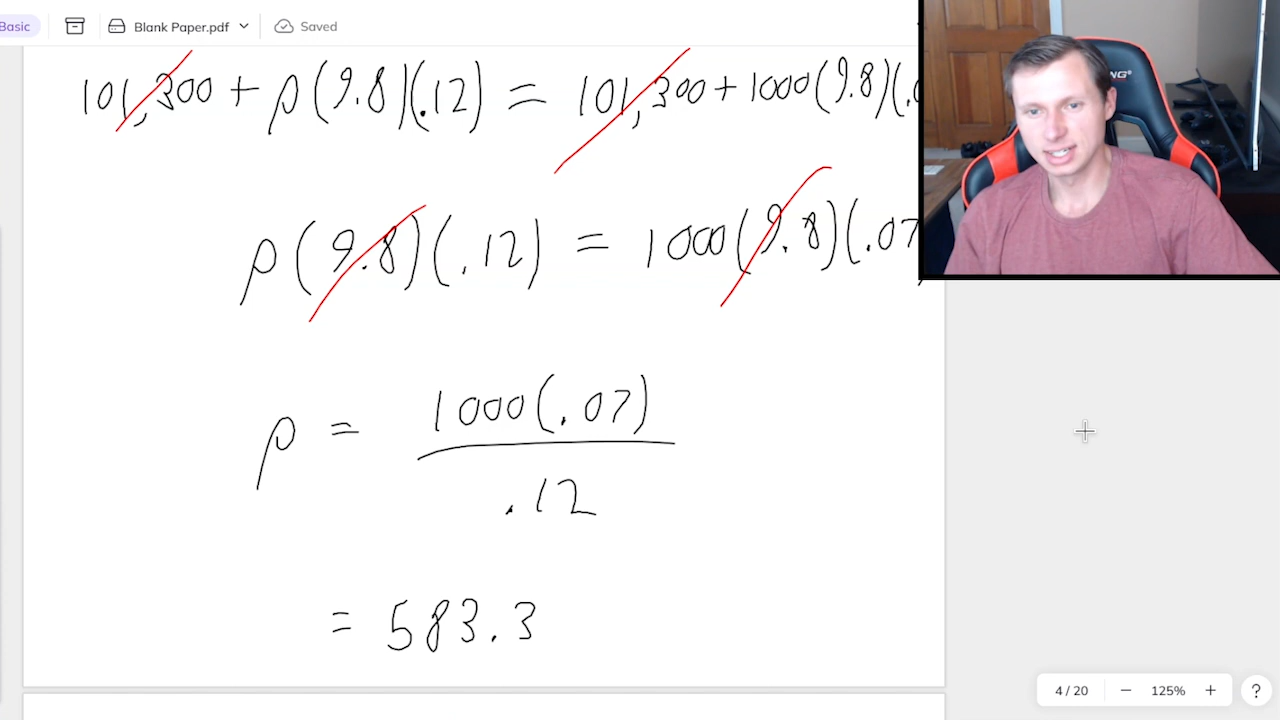 Basic
Blank Paper.pdf
Saved
101,300 + ρ(9.8)(.12) = 101,300 + 1000(9.8)(.0
ρ(9.8)(.12) = 1000(9.8)(.07
ρ = 1000(.07)
.12
= 583.3
4 / 20 − 125% + ?